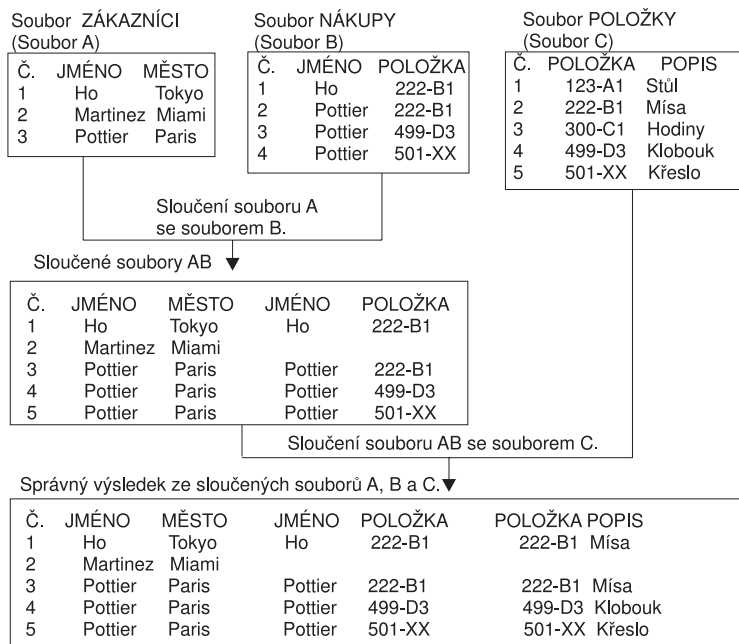 Soubor ZÁKAZNÍCI
(Soubor A)
Č. JMÉNO MĚSTO
1 Ho Tokyo
2 Martinez Miami
3 Pottier Paris
Soubor NÁKUPY
(Soubor B)
Č. JMÉNO POLOŽKA
1 Ho 222-B1
2 Pottier 222-B1
3 Pottier 499-D3
4 Pottier 501-XX
Soubor POLOŽKY
(Soubor C)
Č. POLOŽKA POPIS
1 123-A1 Stůl
2 222-B1 Mísa
3 300-C1 Hodiny
4 499-D3 Klobouk
5 501-XX Křeslo
Sloučení souboru A
se souborem B.
Sloučené soubory AB
Č. JMÉNO MĚSTO JMÉNO POLOŽKA
1 Ho Tokyo Ho 222-B1
2 Martinez Miami
3 Pottier Paris Pottier 222-B1
4 Pottier Paris Pottier 499-D3
5 Pottier Paris Pottier 501-XX
Sloučení souboru AB se souborem C.
Správný výsledek ze sloučených souborů A, B a C.
Č. JMÉNO MĚSTO JMÉNO POLOŽKA POLOŽKA POPIS
1 Ho Tokyo Ho 222-B1 222-B1 Mísa
2 Martinez Miami
3 Pottier Paris Pottier 222-B1 222-B1 Mísa
4 Pottier Paris Pottier 499-D3 499-D3 Klobouk
5 Pottier Paris Pottier 501-XX 501-XX Křeslo